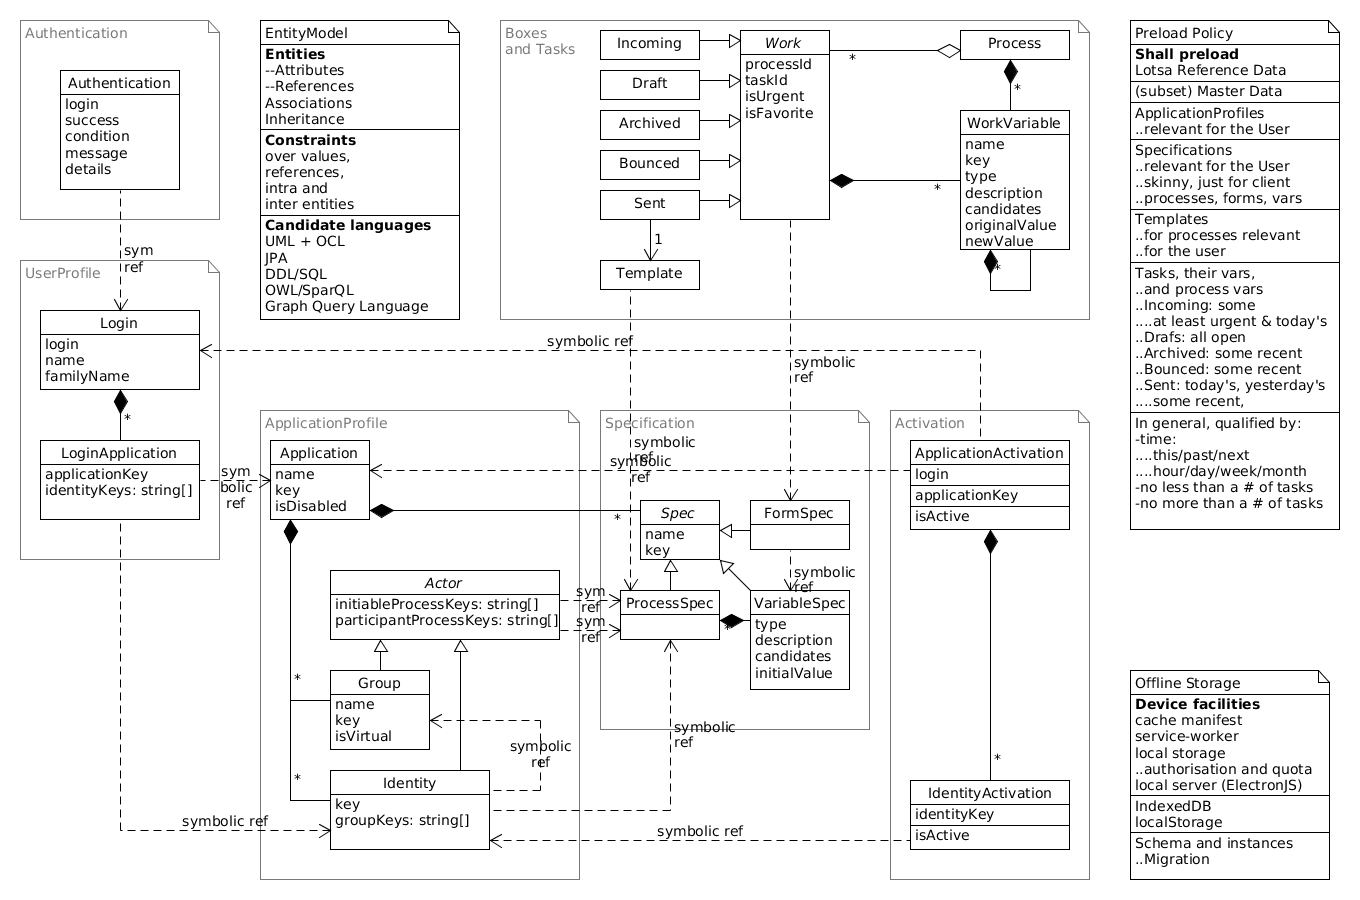 Authentication
Authentication
login
success
condition
message
details
sym
ref
UserProfile
Login
login
name
familyName
*
LoginApplication
applicationKey
identityKeys: string[]
sym
bolic
ref
symbolic ref
EntityModel
Entities
--Attributes
--References
Associations
Inheritance
Constraints
over values,
references,
intra and
inter entities
Candidate languages
UML + OCL
JPA
DDL/SQL
OWL/SparQL
Graph Query Language
Boxes
and Tasks
Incoming
Draft
Archived
Bounced
Sent
1
Template
Work
processId
taskId
isUrgent
isFavorite
*
*
Process
*
WorkVariable
name
key
type
description
candidates
originalValue
newValue
*
symbolic ref
symbolic
ref
ApplicationProfile
Application
name
key
isDisabled
*
Actor
initiableProcessKeys: string[]
participantProcessKeys: string[]
sym
ref
sym
ref
*
Group
name
key
isVirtual
symbolic
ref
*
Identity
key
groupKeys: string[]
Specification
symbolic
ref
symbolic
ref
Spec
name
key
FormSpec
symbolic
ref
ProcessSpec
*
VariableSpec
type
description
candidates
initialValue
symbolic
ref
symbolic ref
Activation
ApplicationActivation
login
applicationKey
isActive
*
IdentityActivation
identityKey
isActive
Preload Policy
Shall preload
Lotsa Reference Data
(subset) Master Data
ApplicationProfiles
..relevant for the User
Specifications
..relevant for the User
..skinny, just for client
..processes, forms, vars
Templates
..for processes relevant
..for the user
Tasks, their vars,
..and process vars
..Incoming: some
....at least urgent & today's
..Drafs: all open
..Archived: some recent
..Bounced: some recent
..Sent: today's, yesterday's
....some recent,
In general, qualified by:
-time:
....this/past/next
....hour/day/week/month
-no less than a # of tasks
-no more than a # of tasks
Offline Storage
Device facilities
cache manifest
service-worker
local storage
..authorisation and quota
local server (ElectronJS)
IndexedDB
localStorage
Schema and instances
..Migration